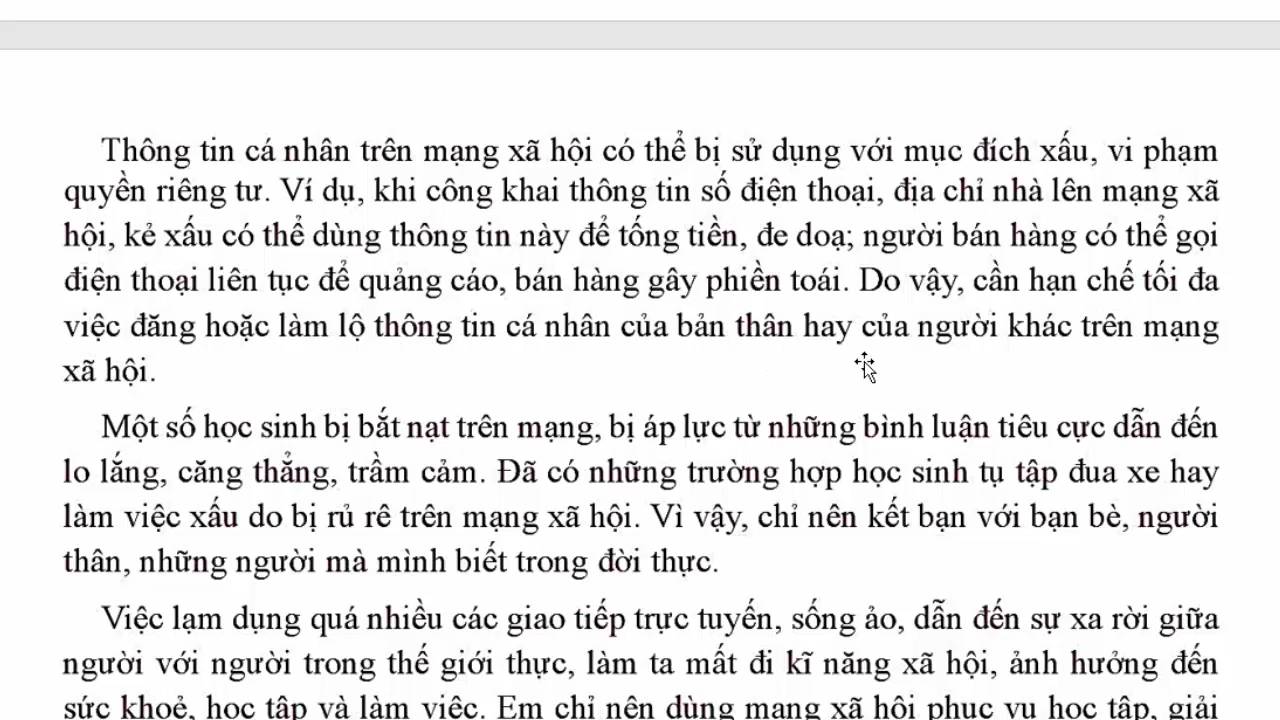 Thông tin cá nhân trên mạng xã hội có thể bị sử dụng với mục đích xấu, vi phạm
quyền riêng tư. Ví dụ, khi công khai thông tin số điện thoại, địa chỉ nhà lên mạng xã
hội, kẻ xấu có thể dùng thông tin này để tống tiền, đe doạ; người bán hàng có thể gọi
điện thoại liên tục để quảng cáo, bán hàng gây phiền toái. Do vậy, cần hạn chế tối đa
việc đăng hoặc làm lộ thông tin cá nhân của bản thân hay của người khác trên mạng
xã hội.
Một số học sinh bị bắt nạt trên mạng, bị áp lực từ những bình luận tiêu cực dẫn đến
lo lắng, căng thẳng, trầm cảm. Đã có những trường hợp học sinh tụ tập đua xe hay
làm việc xấu do bị rủ rê trên mạng xã hội. Vì vậy, chỉ nên kết bạn với bạn bè, người
thân, những người mà mình biết trong đời thực.
Việc lạm dụng quá nhiều các giao tiếp trực tuyến, sống ảo, dẫn đến sự xa rời giữa
người với người trong thế giới thực, làm ta mất đi kĩ năng xã hội, ảnh hưởng đến
sức khoẻ, học tập và làm việc. Em chỉ nên dùng mạng xã hội phục vụ học tập, giải